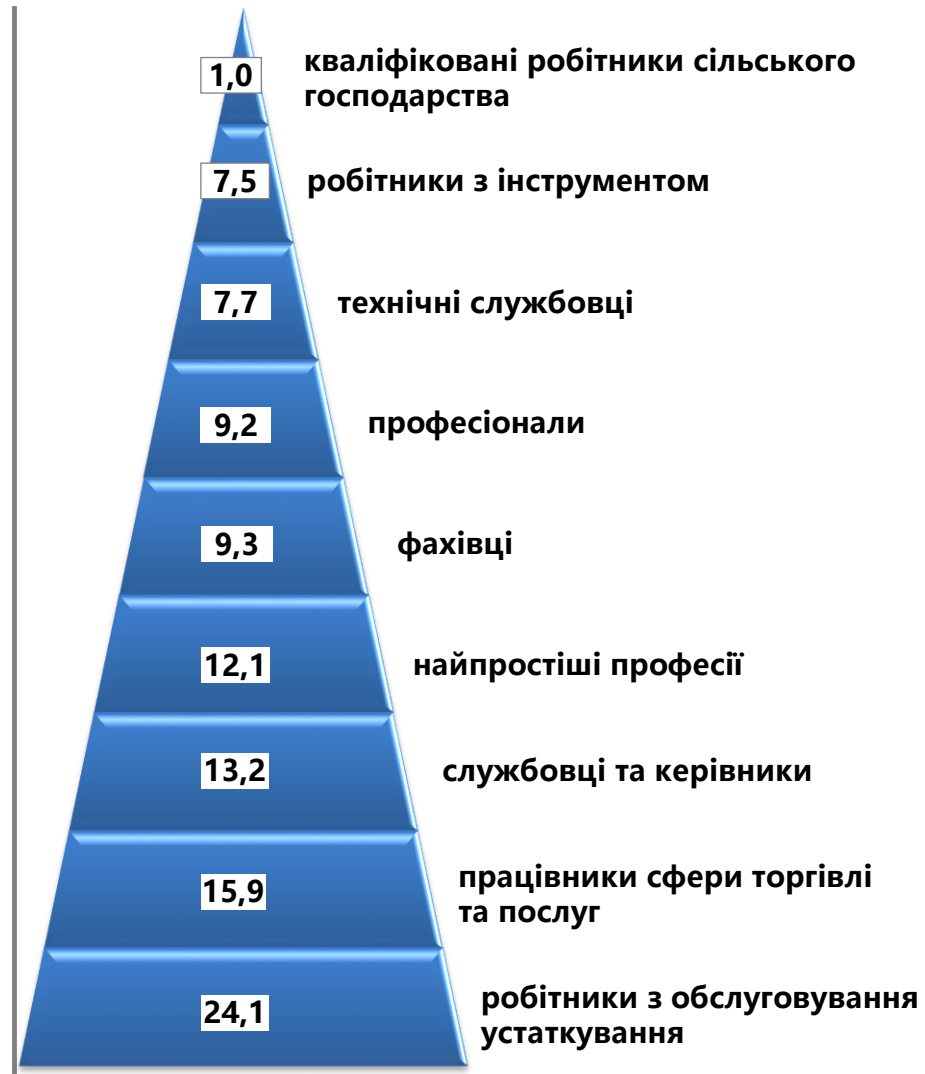 1,0
кваліфіковані робітники сільського
господарства
7,5
робітники з інструментом
7,7
технічні службовці
9,2
професіонали
9,3
фахівці
12,1
найпростіші професії
13,2
службовці та керівники
15,9
працівники сфери торгівлі
та послуг
24,1
робітники з обслуговування
устаткування